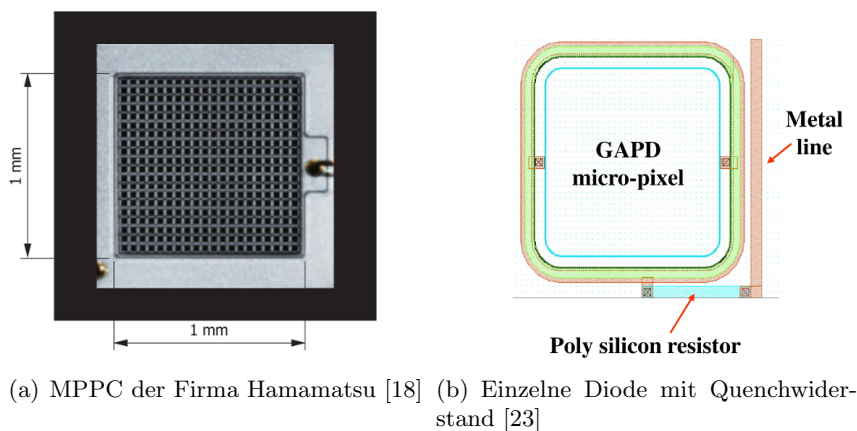 1 mm
1 mm
GAPD
micro-pixel
Metal
line
Poly silicon resistor
(a) MPPC der Firma Hamamatsu [18]
(b) Einzelne Diode mit Quenchwider-
stand [23]